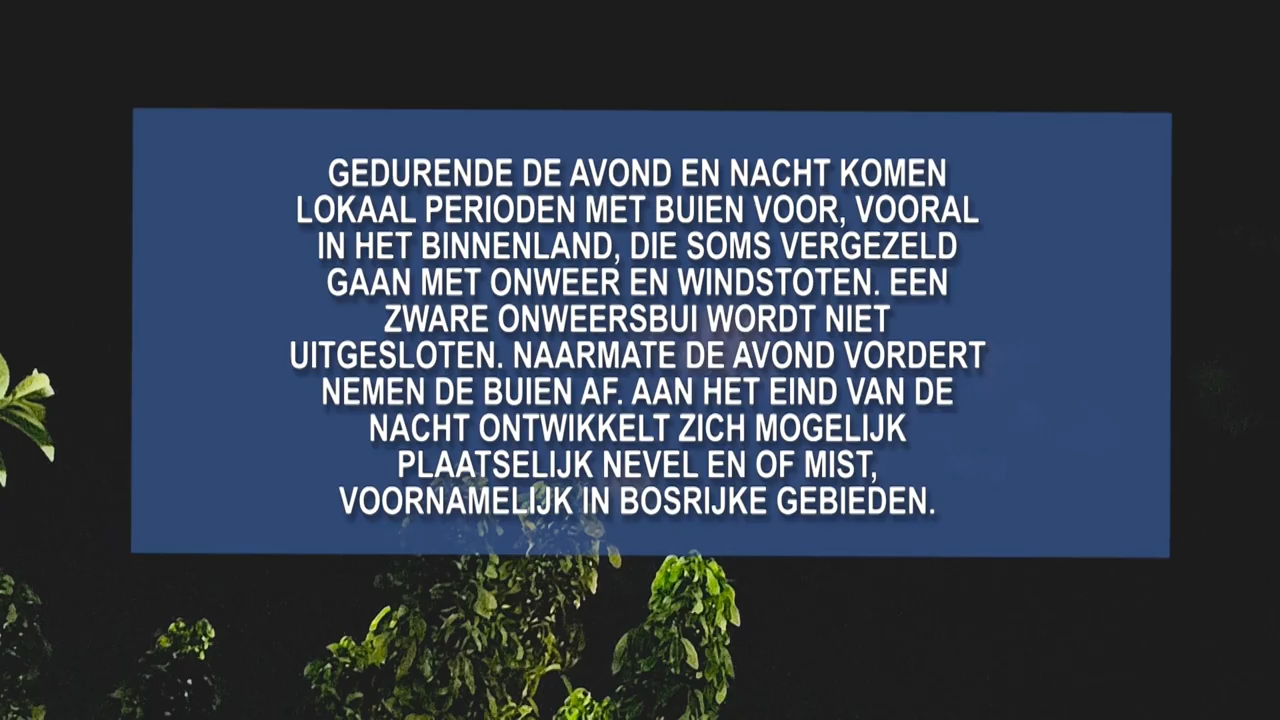 GEDURENDE DE AVOND EN NACHT KOMEN
LOKAAL PERIODEN MET BUIEN VOOR, VOORAL
IN HET BINNENLAND, DIE SOMS VERGEZELD
GAAN MET ONWEER EN WINDSTOTEN. EEN
ZWARE ONWEERSBUI WORDT NIET
UITGESLOTEN. NAARMATE DE AVOND VORDERT
NEMEN DE BUIEN AF. AAN HET EIND VAN DE
NACHT ONTWIKKELT ZICH MOGELIJK
PLAATSELIJK NEVEL EN OF MIST,
VOORNAMELIJK IN BOSRIJKE GEBIEDEN.